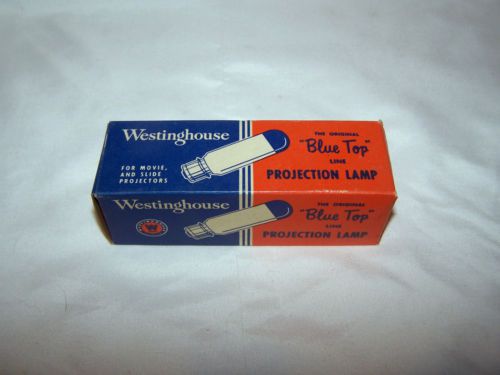 Westinghouse
FOR MOVIE,
AND SLIDE
PROJECTORS
THE ORIGINAL
"Blue Top"
LINE
PROJECTION LAMP
Westinghouse
W
THE ORIGINAL
"Blue Top"
LINE
PROJECTION LAMP